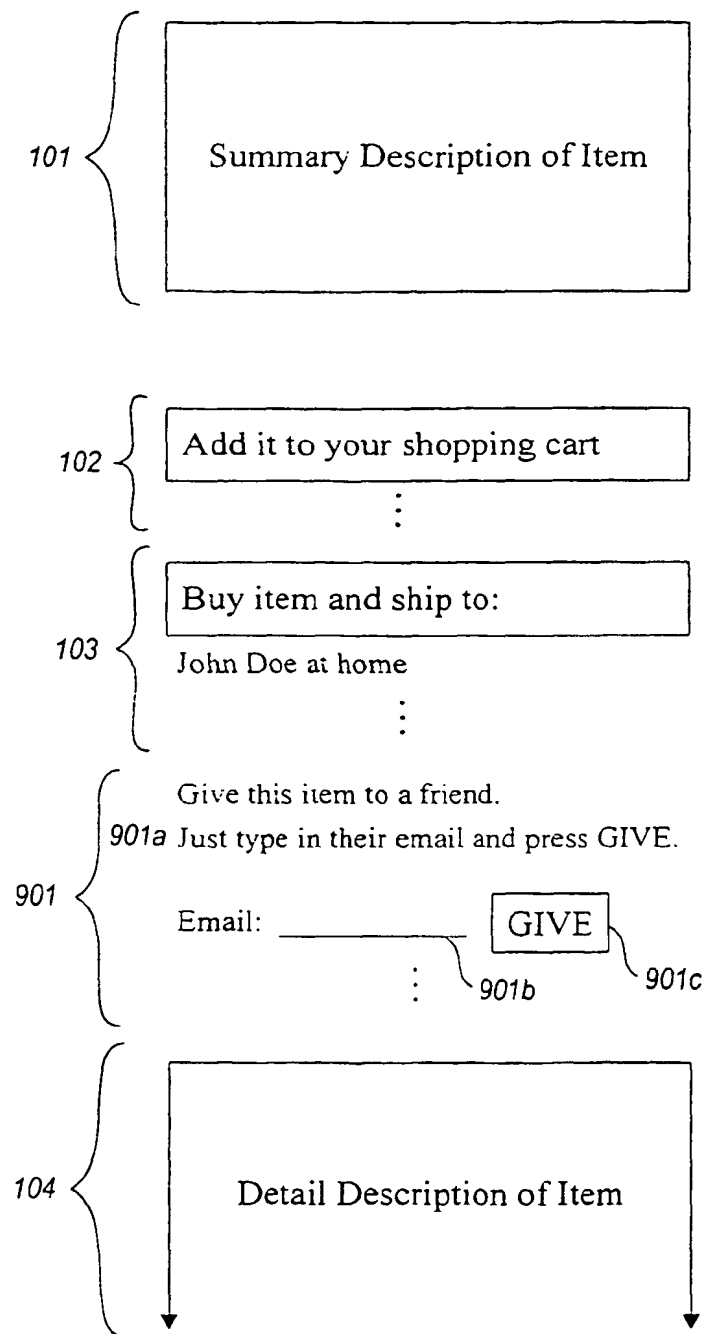 101
Summary Description of Item
102
Add it to your shopping cart
103
Buy item and ship to:
John Doe at home
901
Give this item to a friend.
901a Just type in their email and press GIVE.
Email: GIVE
901b
901c
104
Detail Description of Item